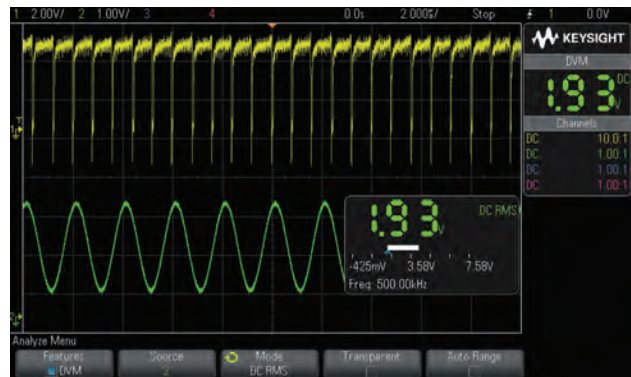 1 2.00V/ 2 1.00V/ 3 4 0.0s 2.000s/ Stop 1 0.0V
KEYSIGHT
DVM
1.93 V DC
Channels
DC 10.0:1
DC 1.00:1
DC 1.00:1
DC 1.00:1
T
1
1.93 V DC RMS
-425mV 3.58V 7.58V
Freq: 500.00kHz
2
Analyze Menu
Features
DVM
Source
2
Mode
DC RMS
Transparent
Auto Range